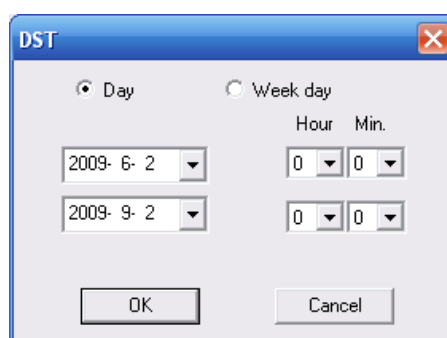 DST
Day Week day
Hour Min.
2009- 6- 2 0 0
2009- 9- 2 0 0
OK Cancel